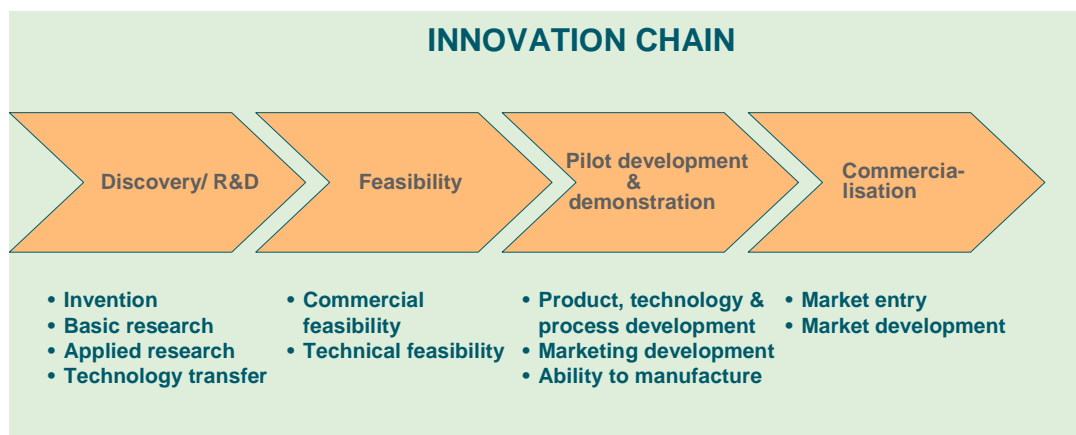 INNOVATION CHAIN
Discovery/ R&D
Feasibility
Pilot development
&
demonstration
Commercia-
lisation
• Invention
• Basic research
• Applied research
• Technology transfer
• Commercial
feasibility
• Technical feasibility
• Product, technology &
process development
• Marketing development
• Ability to manufacture
• Market entry
• Market development